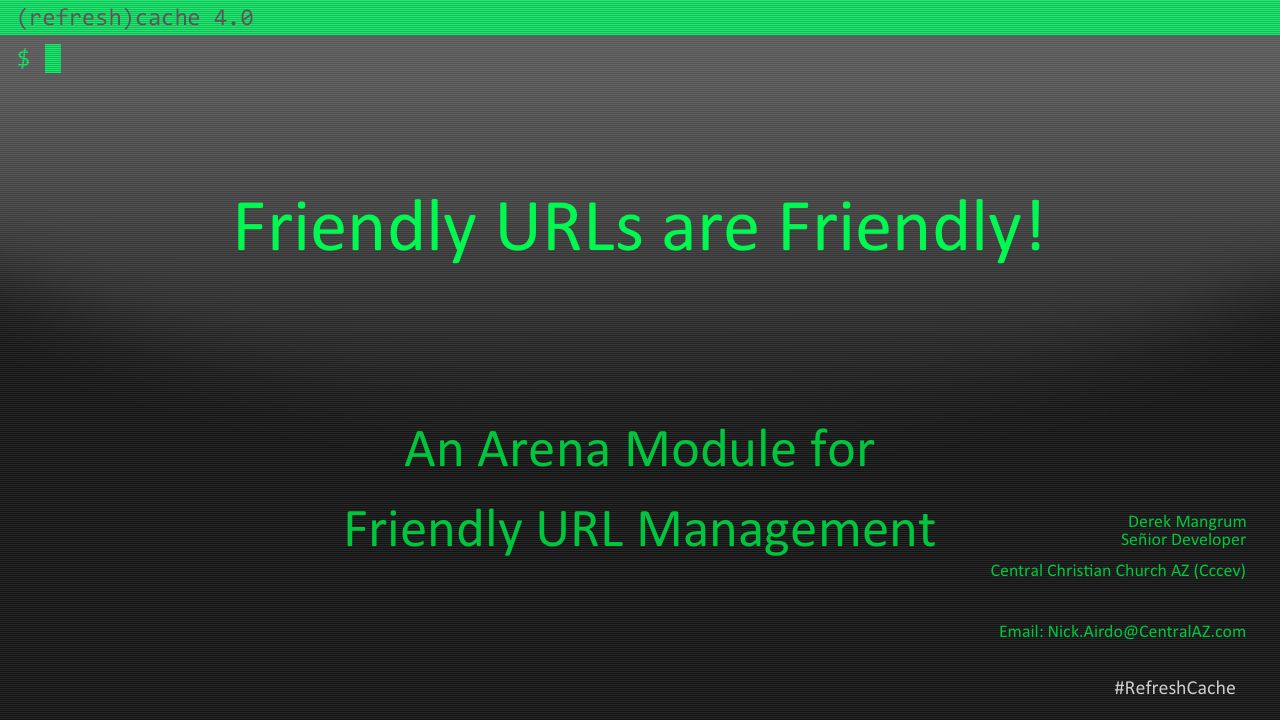 (refresh)cache 4.0
$
Friendly URLs are Friendly!
An Arena Module for
Friendly URL Management
Derek Mangrum
Señior Developer
Central Christian Church AZ (Cccev)
Email: Nick.Airdo@CentralAZ.com
#RefreshCache